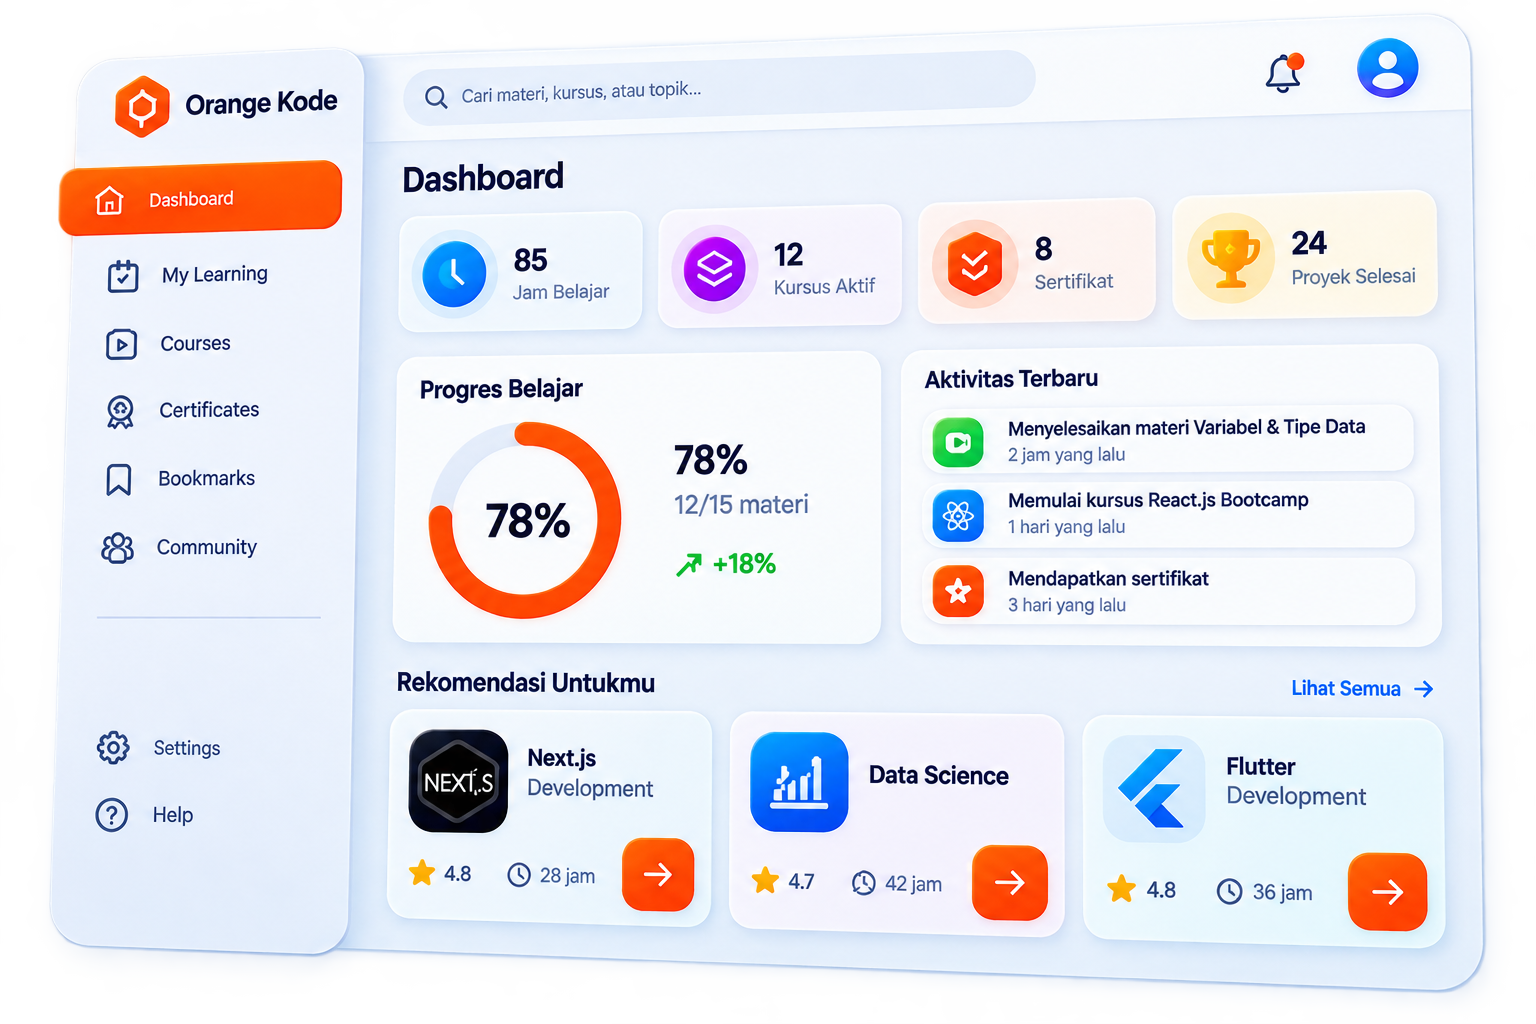 Orange Kode
Cari materi, kursus, atau topik...
Dashboard
My Learning
Courses
Certificates
Bookmarks
Community
Settings
Help
Dashboard
85
Jam Belajar
12
Kursus Aktif
8
Sertifikat
24
Proyek Selesai
Progres Belajar
78%
78%
12/15 materi
+18%
Aktivitas Terbaru
Menyelesaikan materi Variabel & Tipe Data
2 jam yang lalu
Memulai kursus React.js Bootcamp
1 hari yang lalu
Mendapatkan sertifikat
3 hari yang lalu
Rekomendasi Untukmu
Lihat Semua
NEXT.JS
Next.js
Development
4.8
28 jam
Data Science
4.7
42 jam
Flutter
Development
4.8
36 jam